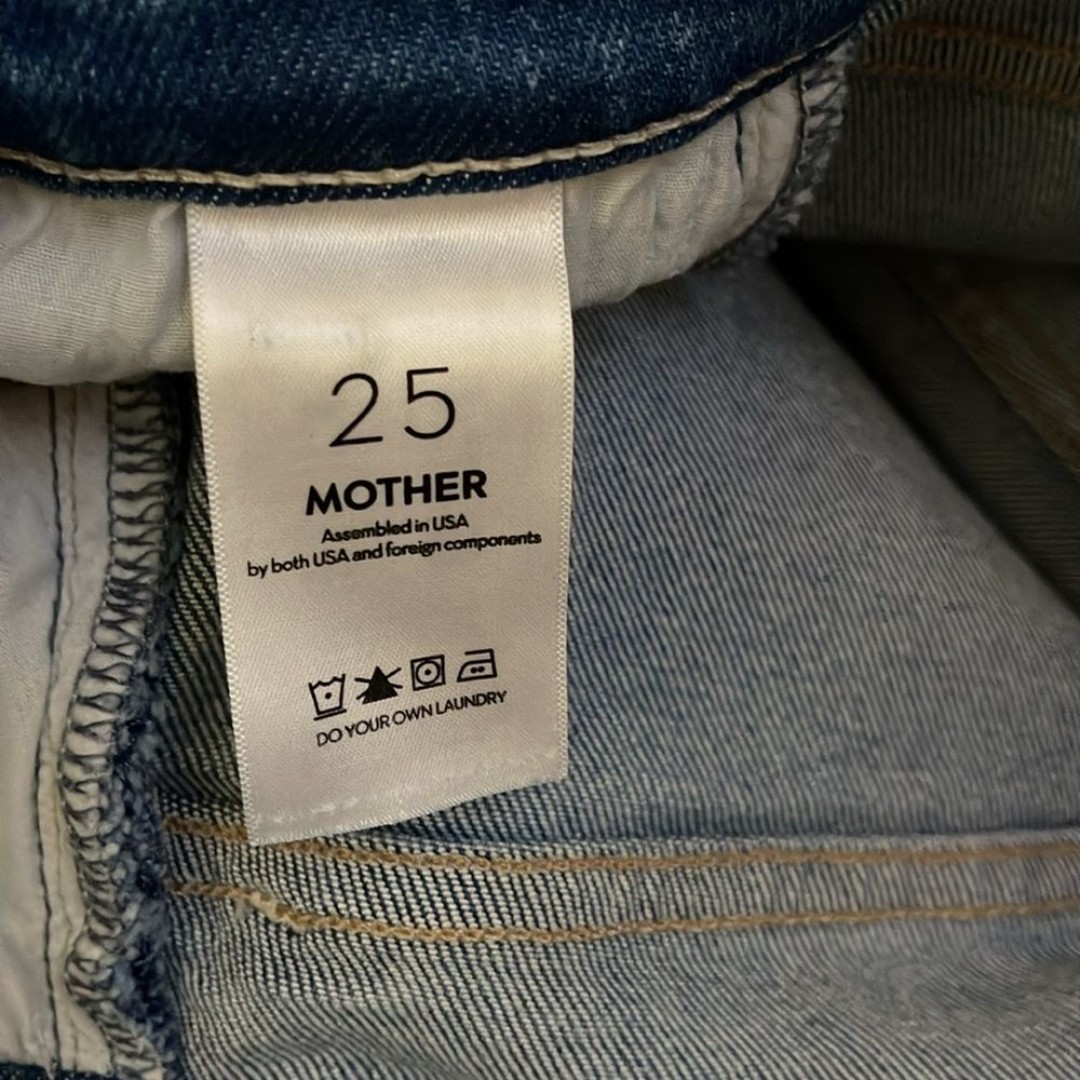 25
MOTHER
Assembled in USA
by both USA and foreign components
DO YOUR OWN LAUNDRY